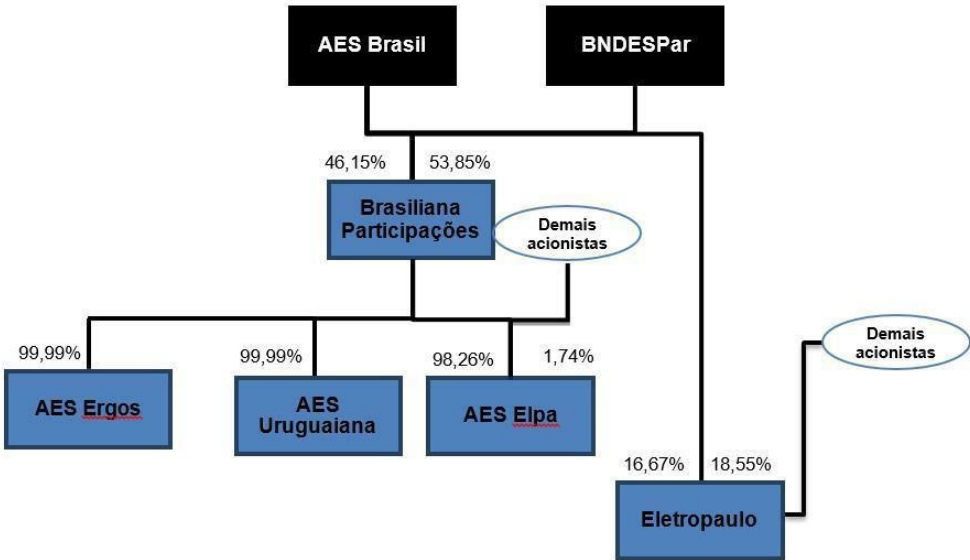 AES Brasil
BNDESPar
46,15%
53,85%
Brasiliana
Participações
Demais
acionistas
Demais
acionistas
99,99%
99,99%
98,26%
1,74%
AES Ergos
AES
Uruguaiana
AES Elpa
16,67%
18,55%
Eletropaulo